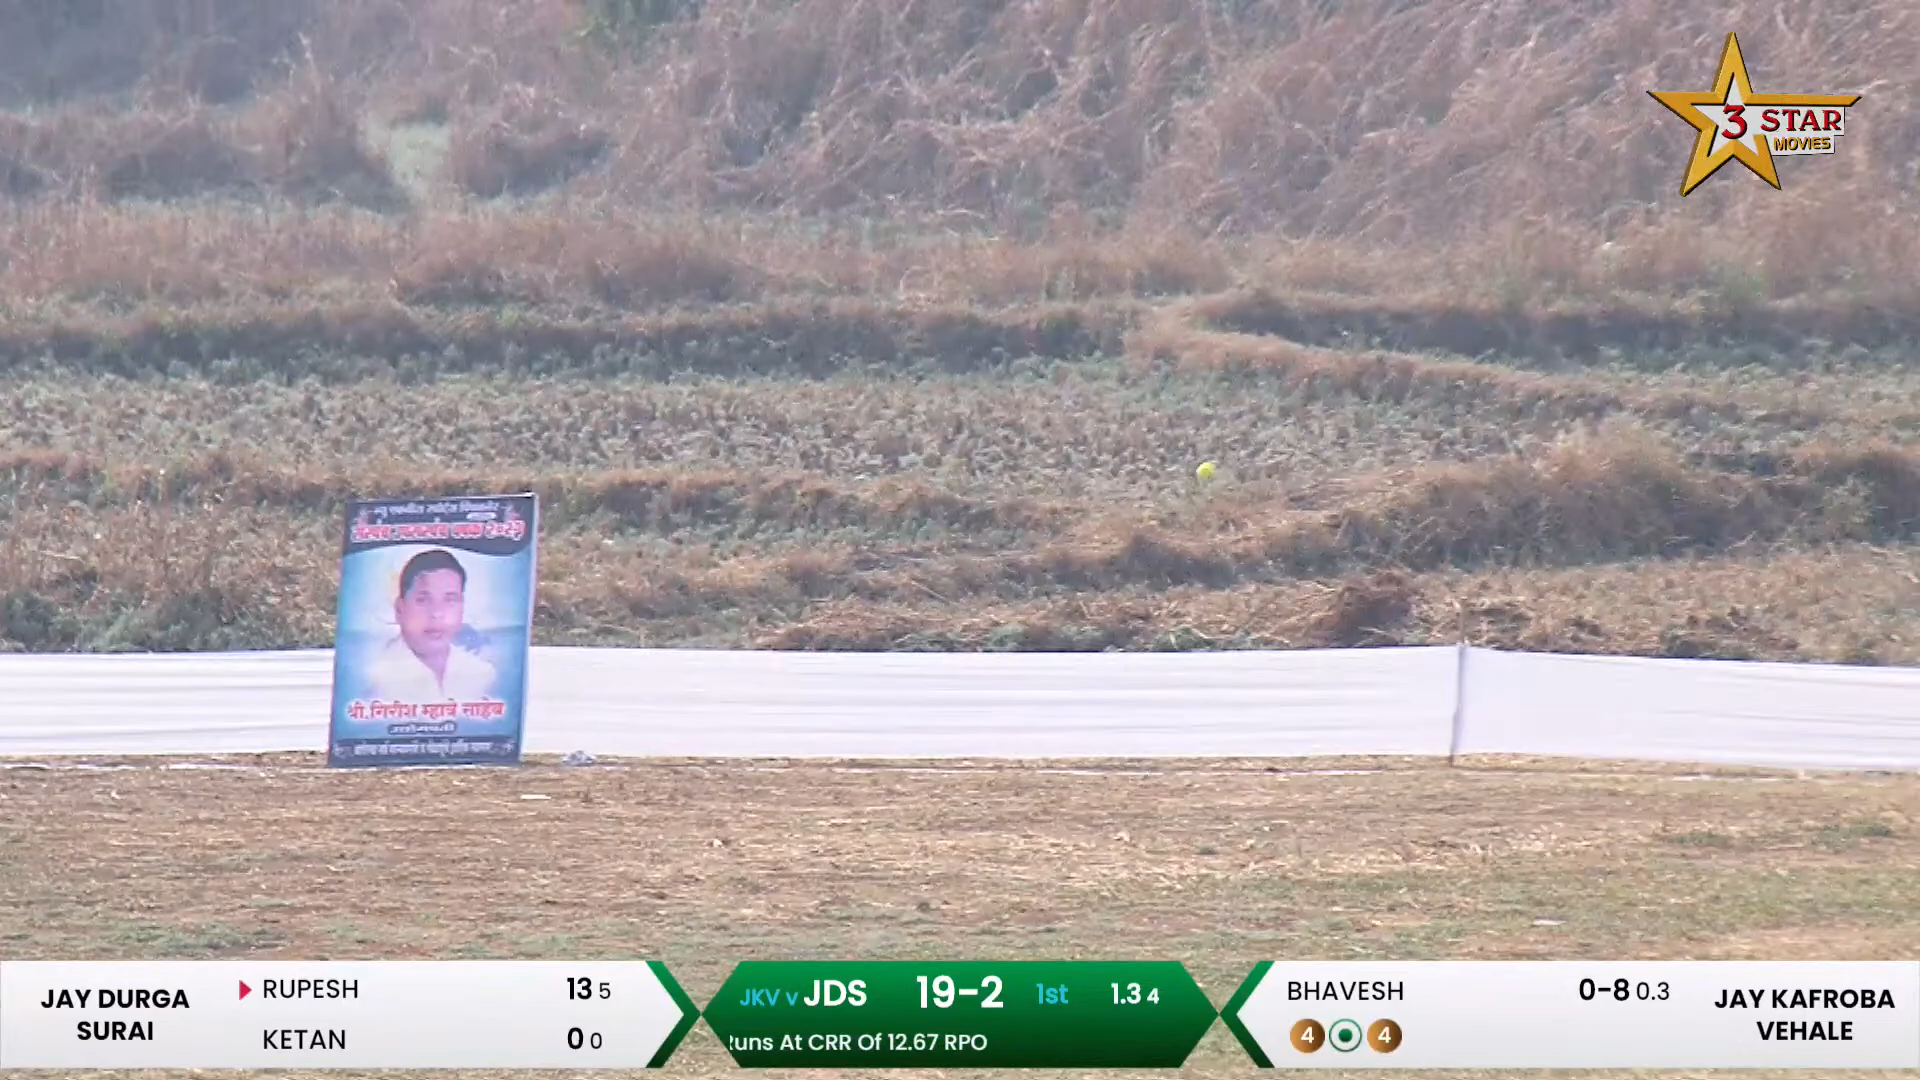 3 STAR
MOVIES
श्री. गिरीश म्हात्रे साहेब
JAY DURGA
SURAI
RUPESH 13 5
KETAN 0 0
JKV v JDS 19-2 1st 1.3 4
Runs At CRR Of 12.67 RPO
BHAVESH 0-8 0.3
4 4
JAY KAFROBA
VEHALE